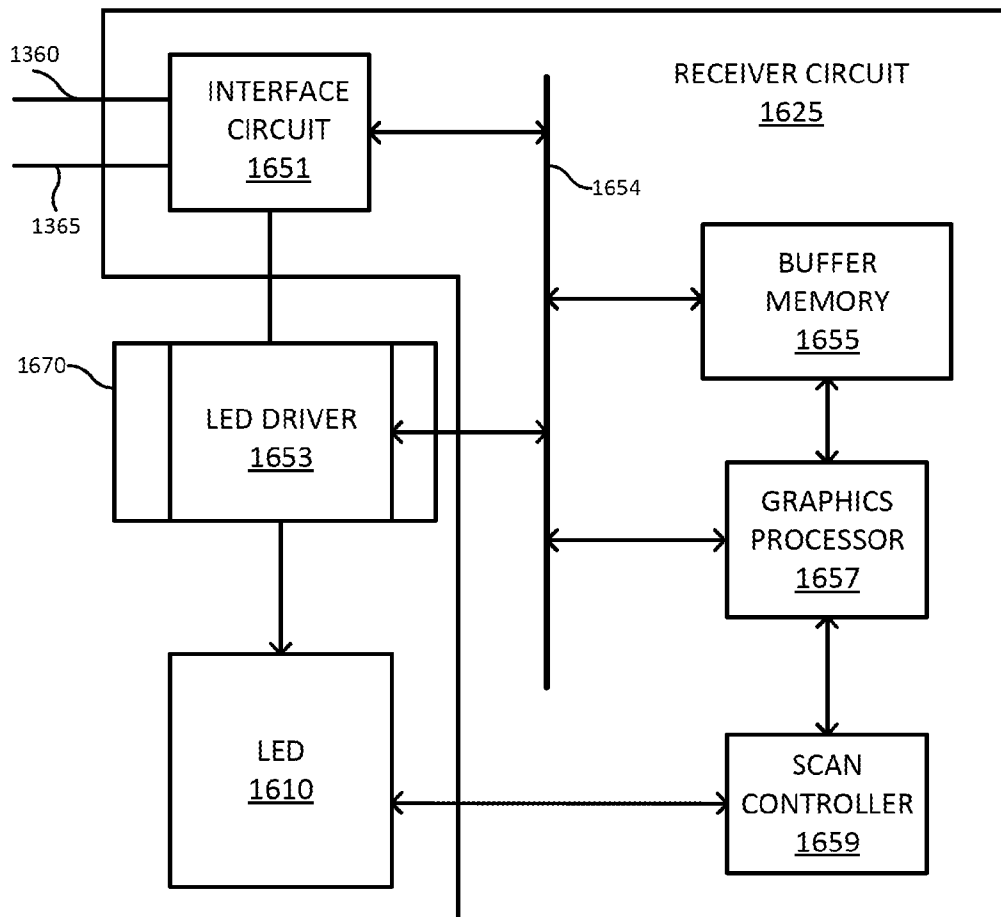 1360
INTERFACE
CIRCUIT
1651
1365
RECEIVER CIRCUIT
1625
1654
BUFFER
MEMORY
1655
1670
LED DRIVER
1653
GRAPHICS
PROCESSOR
1657
LED
1610
SCAN
CONTROLLER
1659